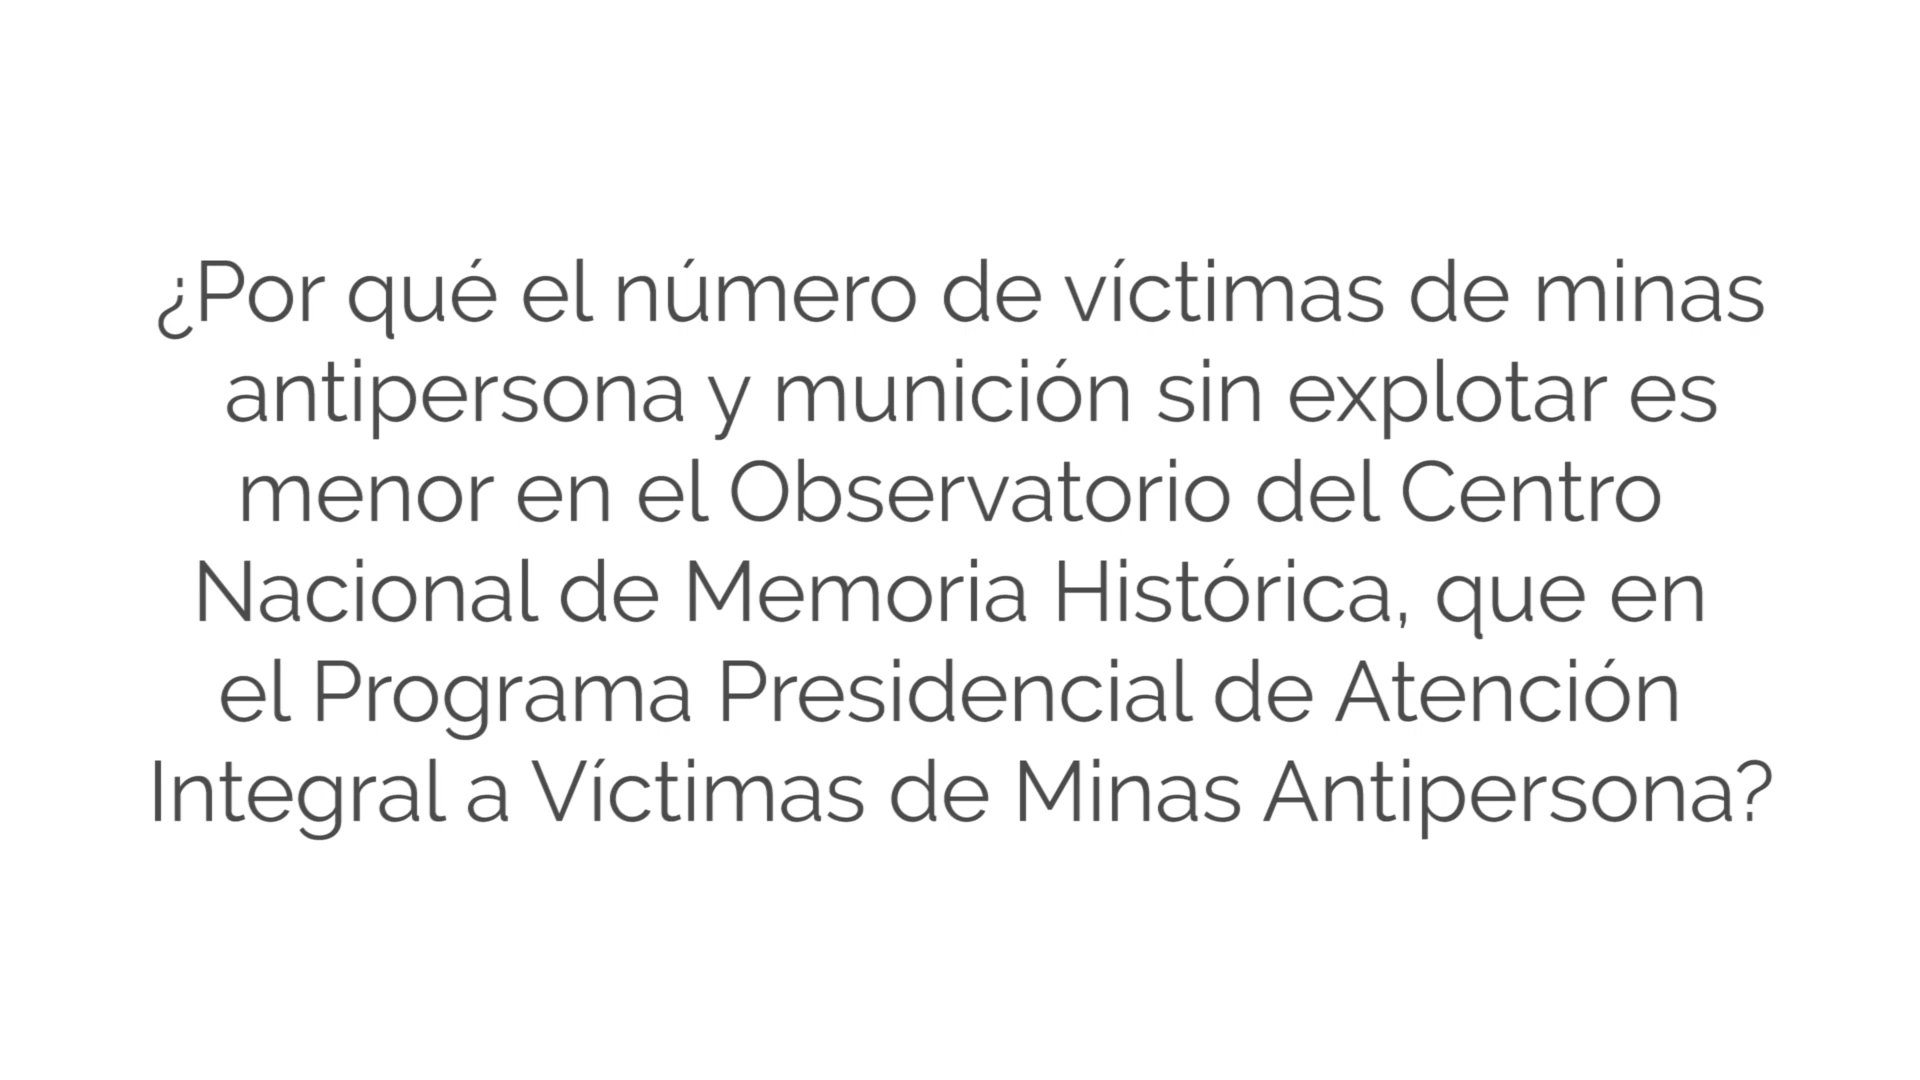 ¿Por qué el número de víctimas de minas
antipersona y munición sin explotar es
menor en el Observatorio del Centro
Nacional de Memoria Histórica, que en
el Programa Presidencial de Atención
Integral a Víctimas de Minas Antipersona?